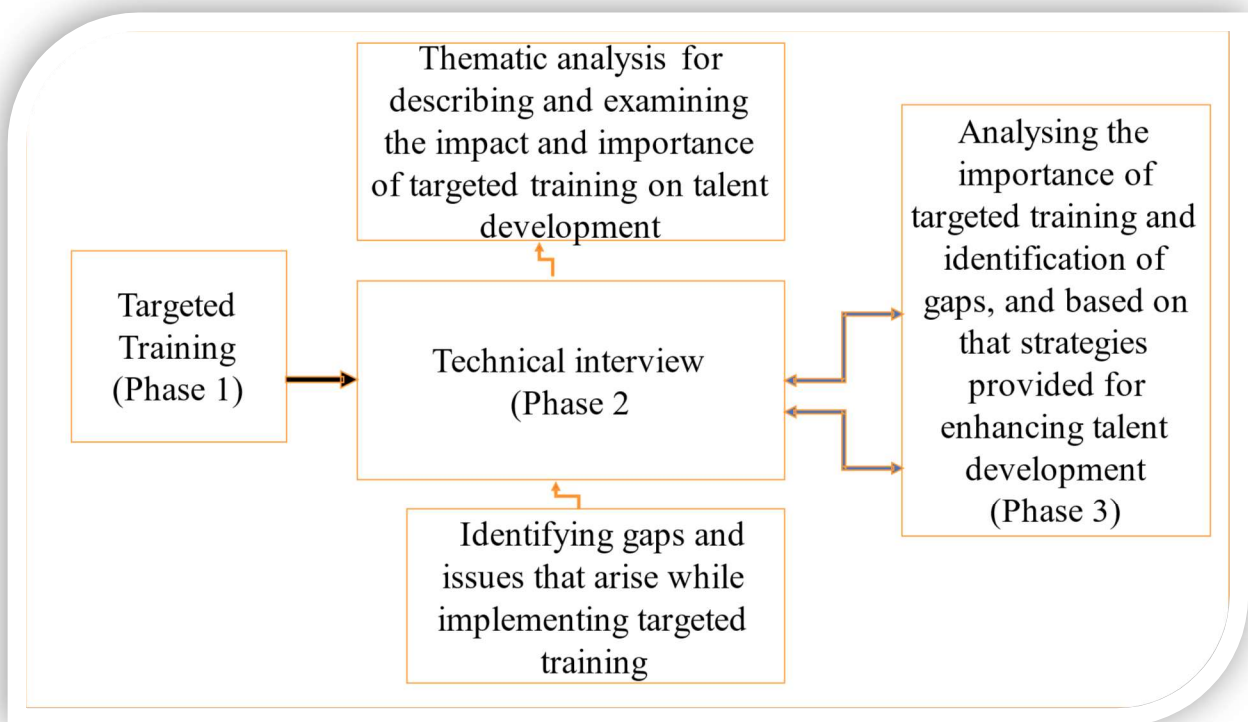 Thematic analysis for
describing and examining
the impact and importance
of targeted training on talent
development
Targeted
Training
(Phase 1)
Technical interview
(Phase 2
Identifying gaps and
issues that arise while
implementing targeted
training
Analysing the
importance of
targeted training and
identification of
gaps, and based on
that strategies
provided for
enhancing talent
development
(Phase 3)